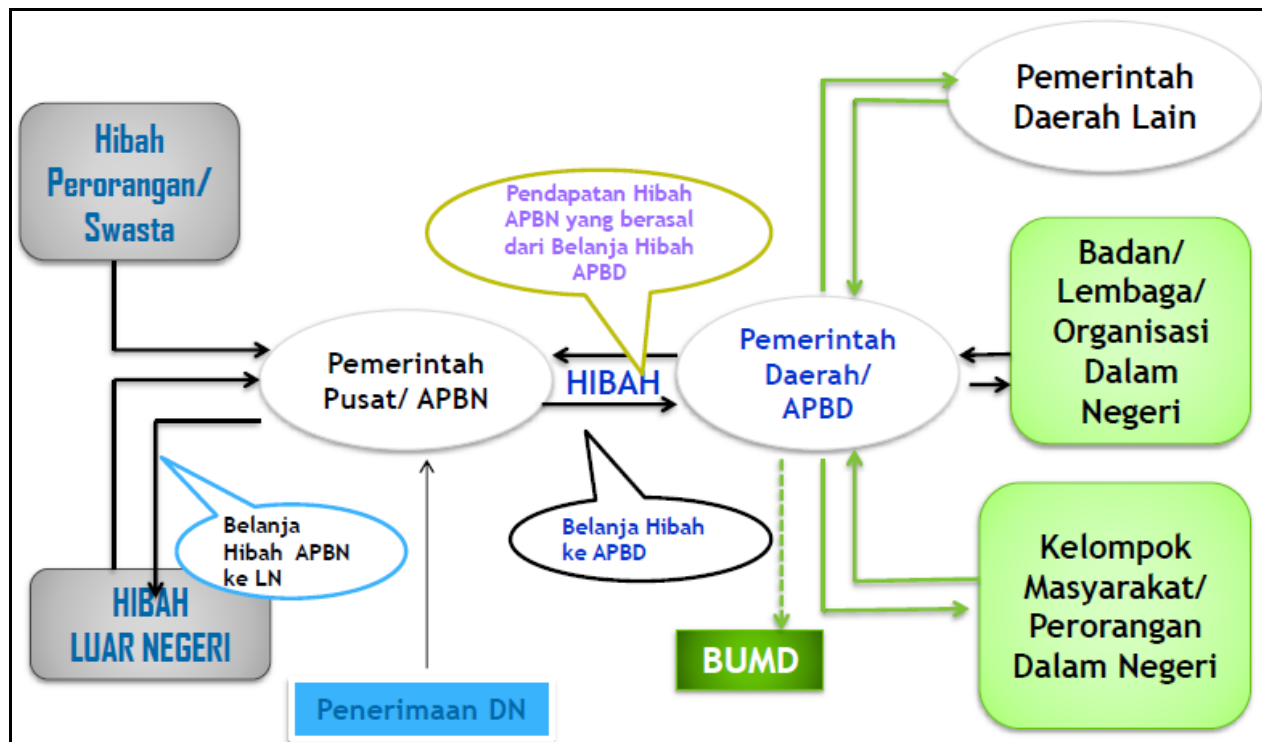 Hibah
Perorangan/
Swasta
Pendapatan Hibah
APBN yang berasal
dari Belanja Hibah
APBD
Pemerintah
Daerah Lain
Badan/
Lembaga/
Organisasi
Dalam
Negeri
Pemerintah
Pusat/ APBN
HIBAH
Pemerintah
Daerah/
APBD
Belanja
Hibah APBN
ke LN
Belanja Hibah
ke APBD
Kelompok
Masyarakat/
Perorangan
Dalam Negeri
HIBAH
LUAR NEGERI
BUMD
Penerimaan DN